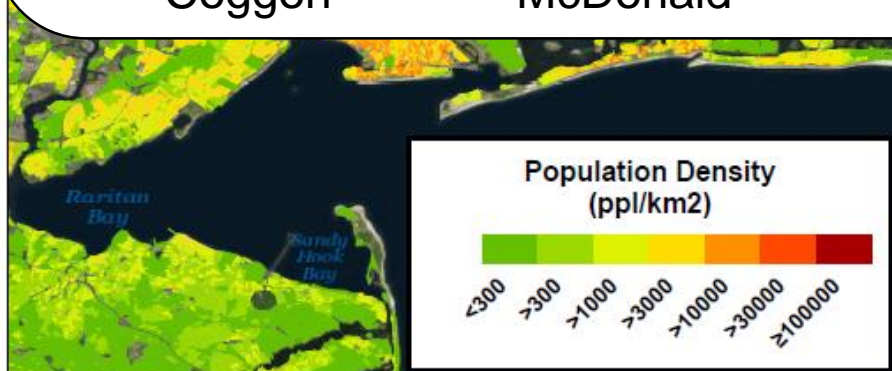 Coggon McDonald
Raritan
Bay
Sandy
Hook
Bay
Population Density
(ppl/km2)
<300 >300 >1000 >3000 >10000 >30000 ≥100000